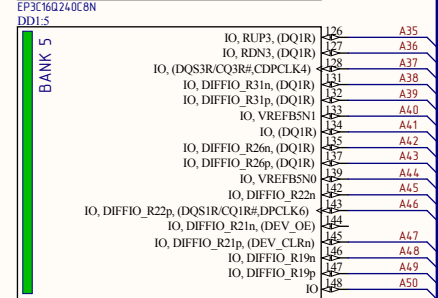 EP3C16Q240C8N
DD1:5
BANK 5
IO, RUP3, (DQ1R) 126 A35
IO, RDN3, (DQ1R) 127 A36
IO, (DQS3R/CQ3R#,CDPCLK4) 128 A37
IO, DIFFIO_R31n, (DQ1R) 131 A38
IO, DIFFIO_R31p, (DQ1R) 132 A39
IO, VREFB5N1 133 A40
IO, (DQ1R) 134 A41
IO, DIFFIO_R26n, (DQ1R) 135 A42
IO, DIFFIO_R26p, (DQ1R) 137 A43
IO, VREFB5N0 139 A44
IO, DIFFIO_R22n 142 A45
IO, DIFFIO_R22p, (DQS1R/CQ1R#,DPCLK6) 143 A46
IO, DIFFIO_R21n, (DEV_OE) 144
IO, DIFFIO_R21p, (DEV_CLRn) 145 A47
IO, DIFFIO_R19n 146 A48
IO, DIFFIO_R19p 147 A49
IO 148 A50